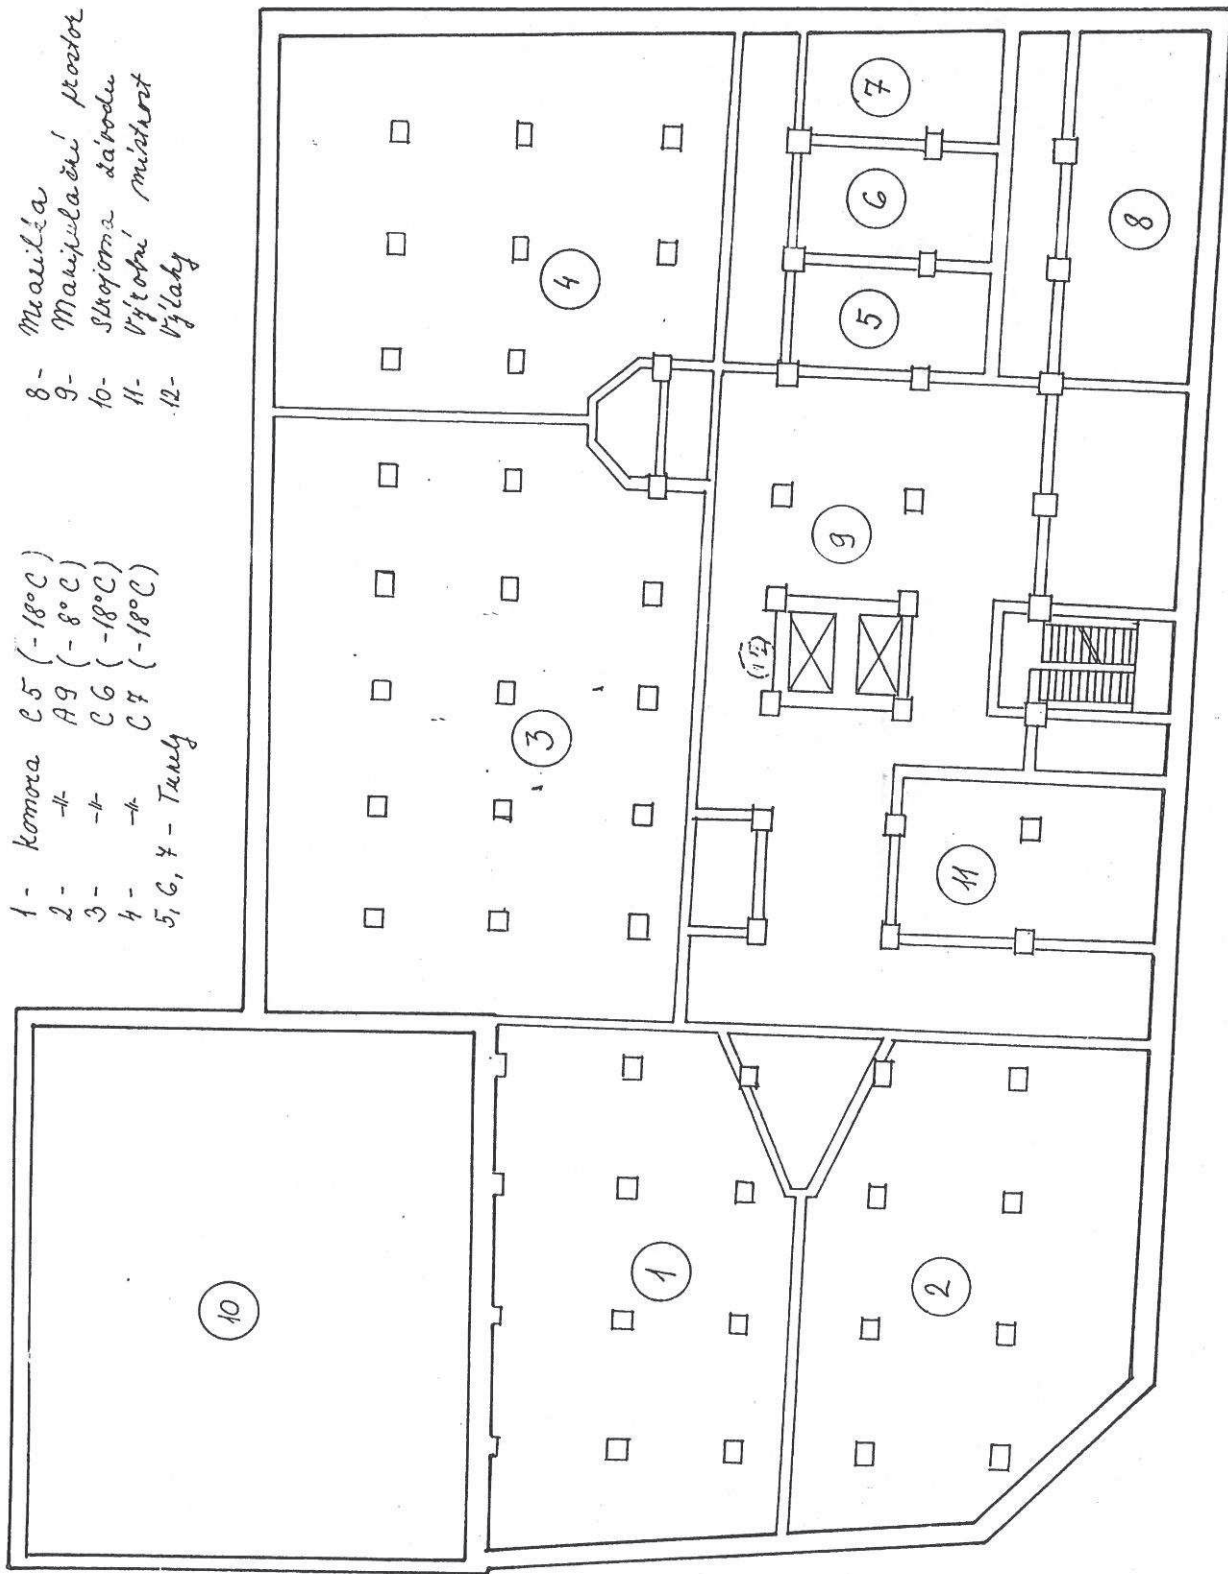 1 - Komora C5 (-18°C)
2 - -〃- A9 (-8°C)
3 - -〃- C6 (-18°C)
4 - -〃- C7 (-18°C)
5, 6, 7 - Tunely
8 -
9 - Manipulační prostor
10 - Strojovna závodu
11 - Výrobní místnost
12 - Výtahy
4
7
6
5
8
3
9
12
11
10
1
2